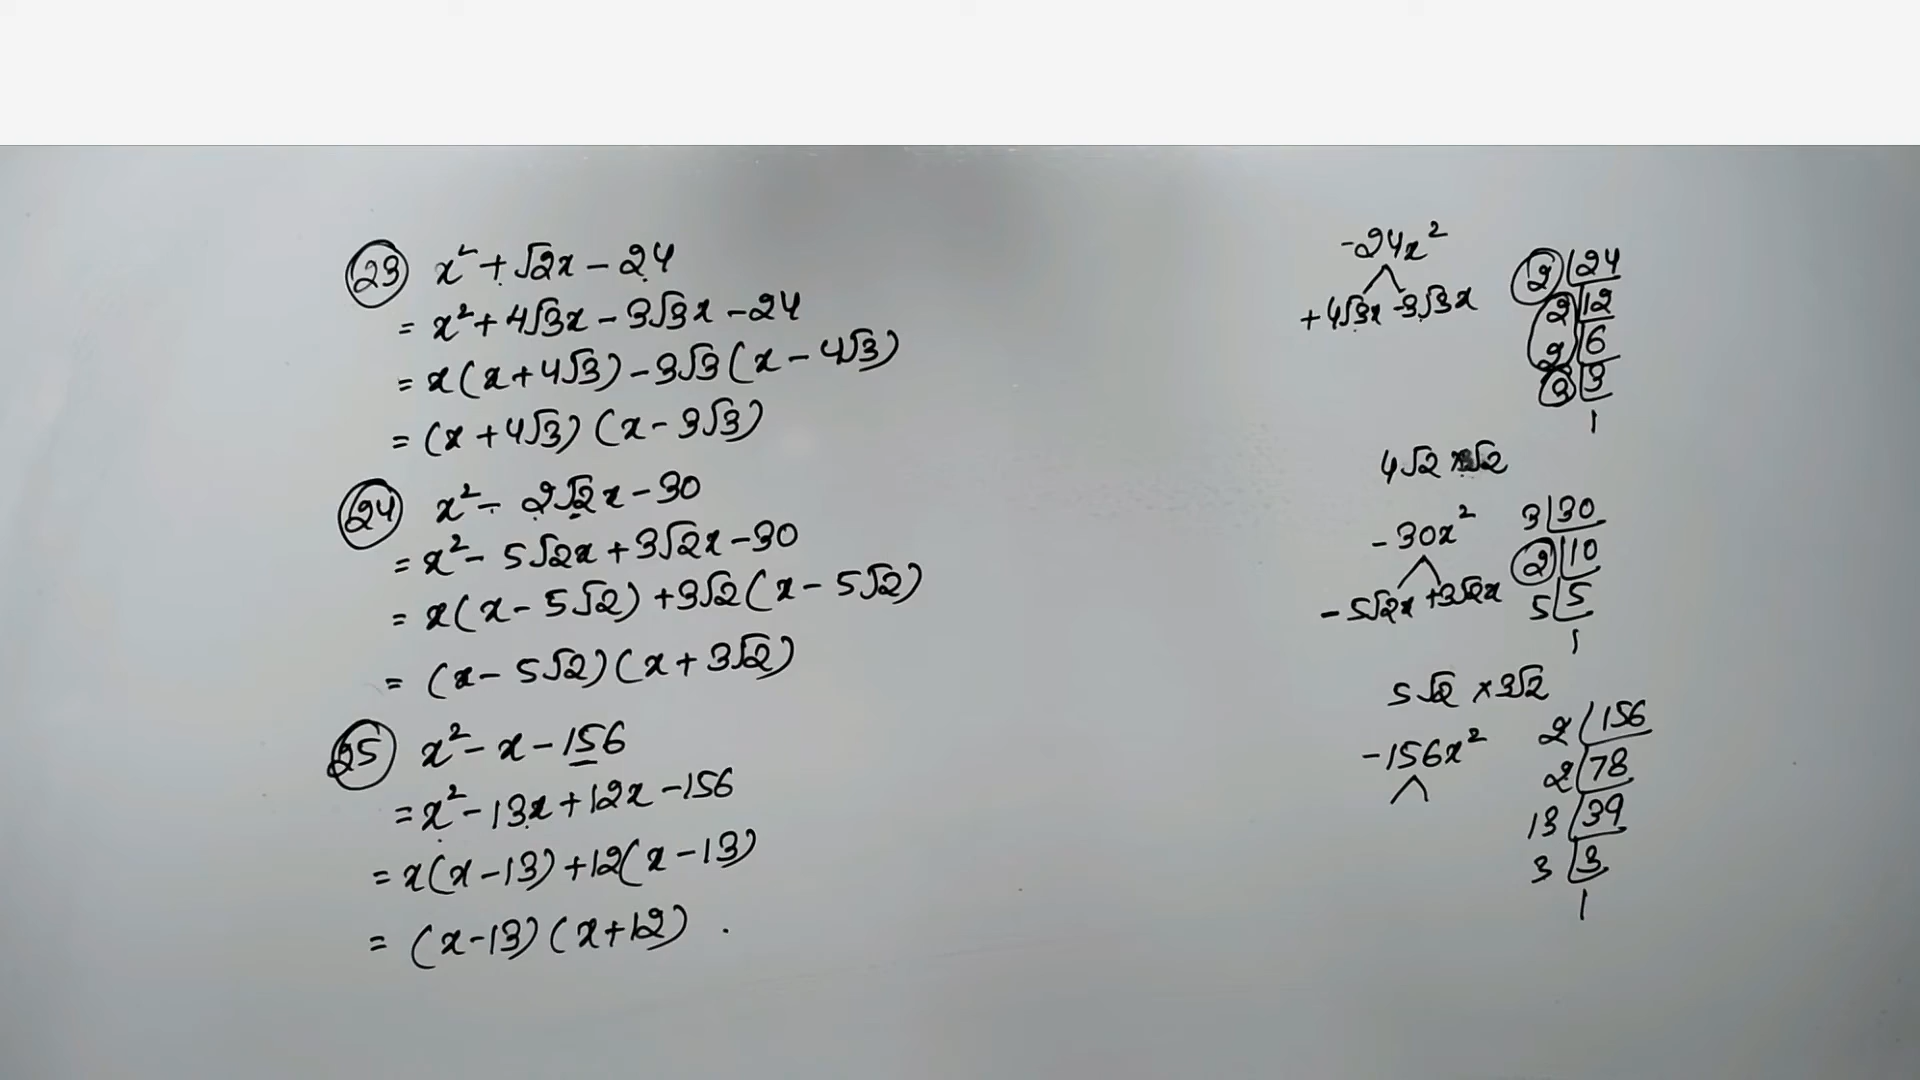 23 x² + √2x - 24
= x² + 4√3x - 3√3x - 24
= x(x + 4√3) - 3√3(x - 4√3)
= (x + 4√3) (x - 3√3)
24 x² - 2√2x - 30
= x² - 5√2x + 3√2x - 30
= x(x - 5√2) + 3√2(x - 5√2)
= (x - 5√2) (x + 3√2)
25 x² - x - 156
= x² - 13x + 12x - 156
= x(x - 13) + 12(x - 13)
= (x - 13) (x + 12) .
-24x²
+4√3x -3√3x
2 | 24
2 | 12
2 | 6
3 | 3
1
4√2 × √2
-30x²
-5√2x +3√2x
3 | 30
2 | 10
5 | 5
1
5√2 × 3√2
-156x²
2 | 156
2 | 78
13 | 39
3 | 3
1